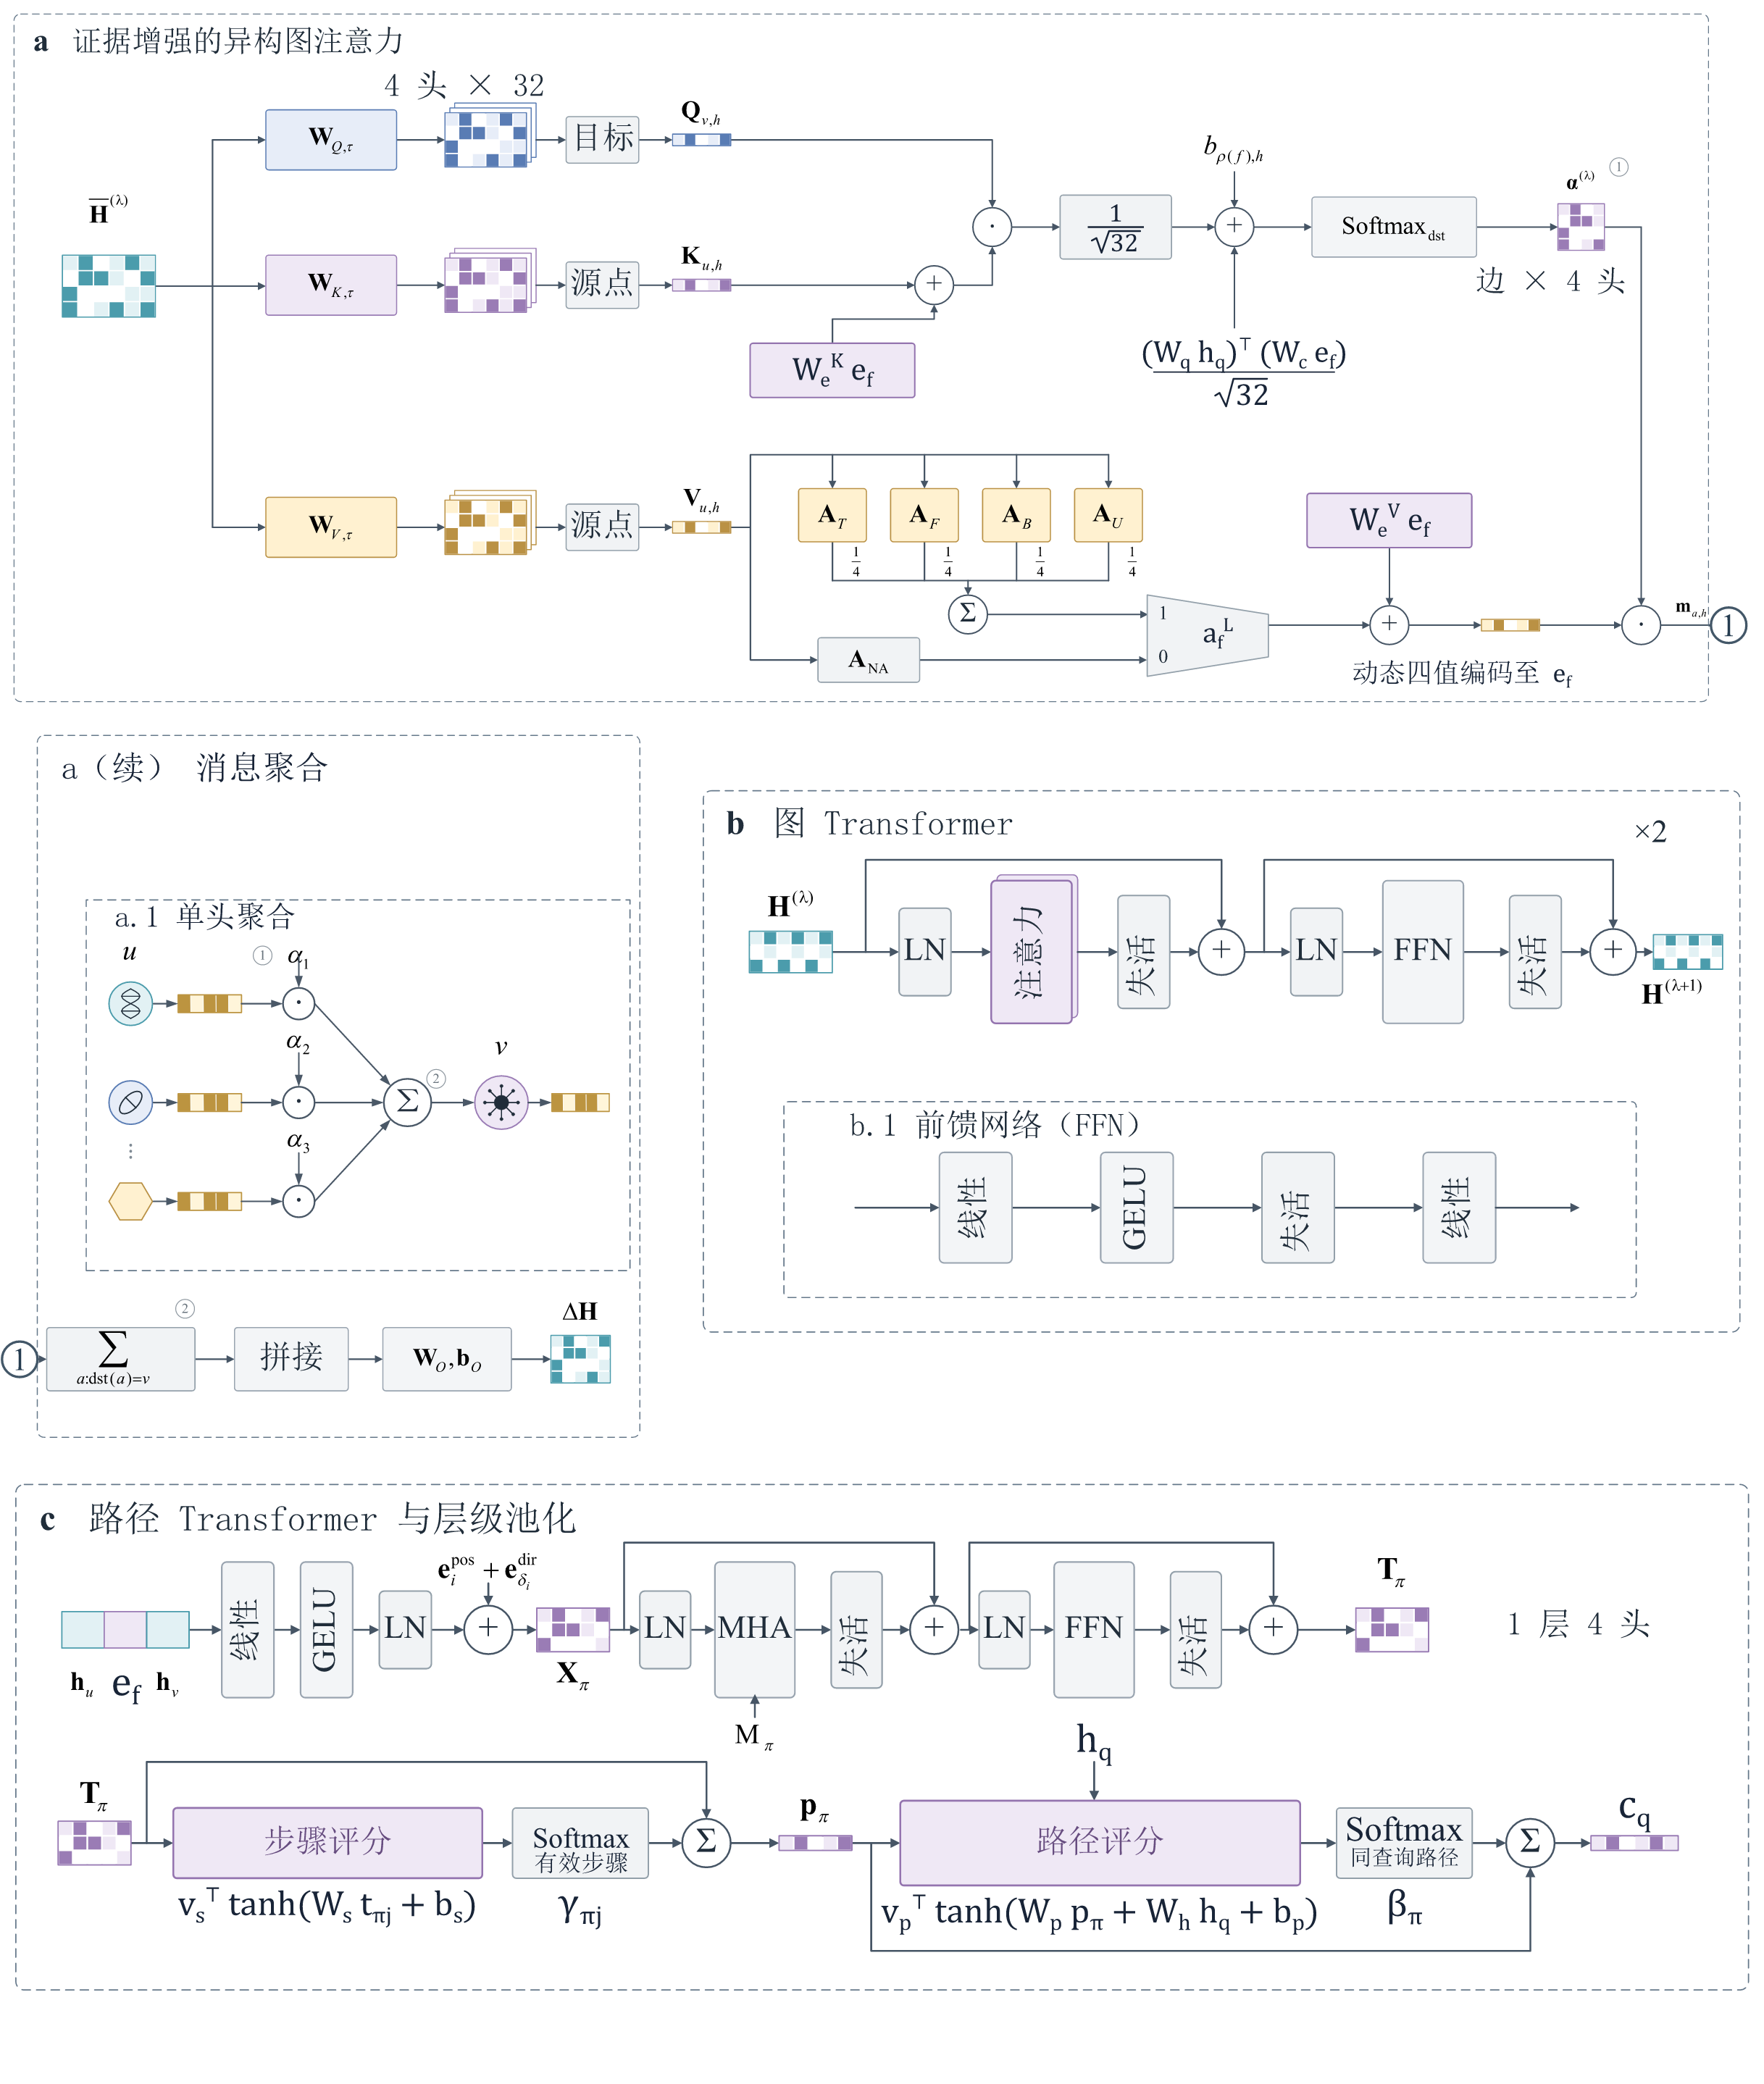 a 证据增强的异构图注意力
4 头 × 32
H̅^(λ)
W_Q,τ
目标
Q_v,h
W_K,τ
源点
K_u,h
W_e^K e_f
·
+
1/√32
b_ρ(f),h
+
(W_q h_q)^⊤ (W_c e_f)/√32
Softmax_dst
α^(λ) ①
边 × 4 头
W_V,τ
源点
V_u,h
A_T A_F A_B A_U
1/4 1/4 1/4 1/4
Σ
A_NA
1
0
a_f^L
W_e^V e_f
+
·
m_a,h
①
动态四值编码至 e_f
a（续） 消息聚合
a.1 单头聚合
u
① α_1
·
α_2
·
⋮
α_3
·
Σ ②
v
①
②
∑ a:dst(a)=v
拼接
W_O,b_O
ΔH
b 图 Transformer
×2
H^(λ)
LN
注意力
失活
+
LN
FFN
失活
+
H^(λ+1)
b.1 前馈网络（FFN）
线性
GELU
失活
线性
c 路径 Transformer 与层级池化
h_u e_f h_v
线性
GELU
LN
e_i^pos + e_δ_i^dir
+
X_π
LN
MHA
M_π
失活
+
LN
FFN
失活
+
T_π
1 层 4 头
T_π
步骤评分
v_s^⊤ tanh(W_s t_πj + b_s)
Softmax
有效步骤
γ_πj
Σ
p_π
h_q
路径评分
v_p^⊤ tanh(W_p p_π + W_h h_q + b_p)
Softmax
同查询路径
β_π
Σ
c_q